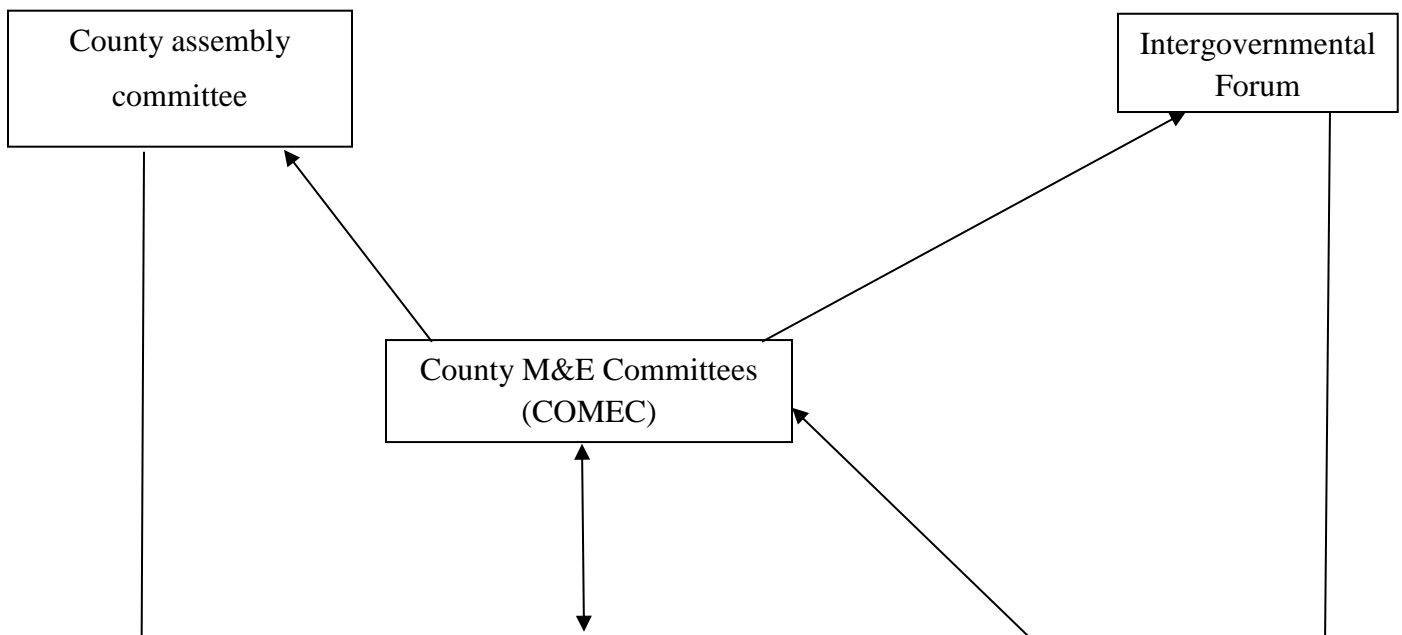 County assembly
committee
Intergovernmental
Forum
County M&E Committees
(COMEC)